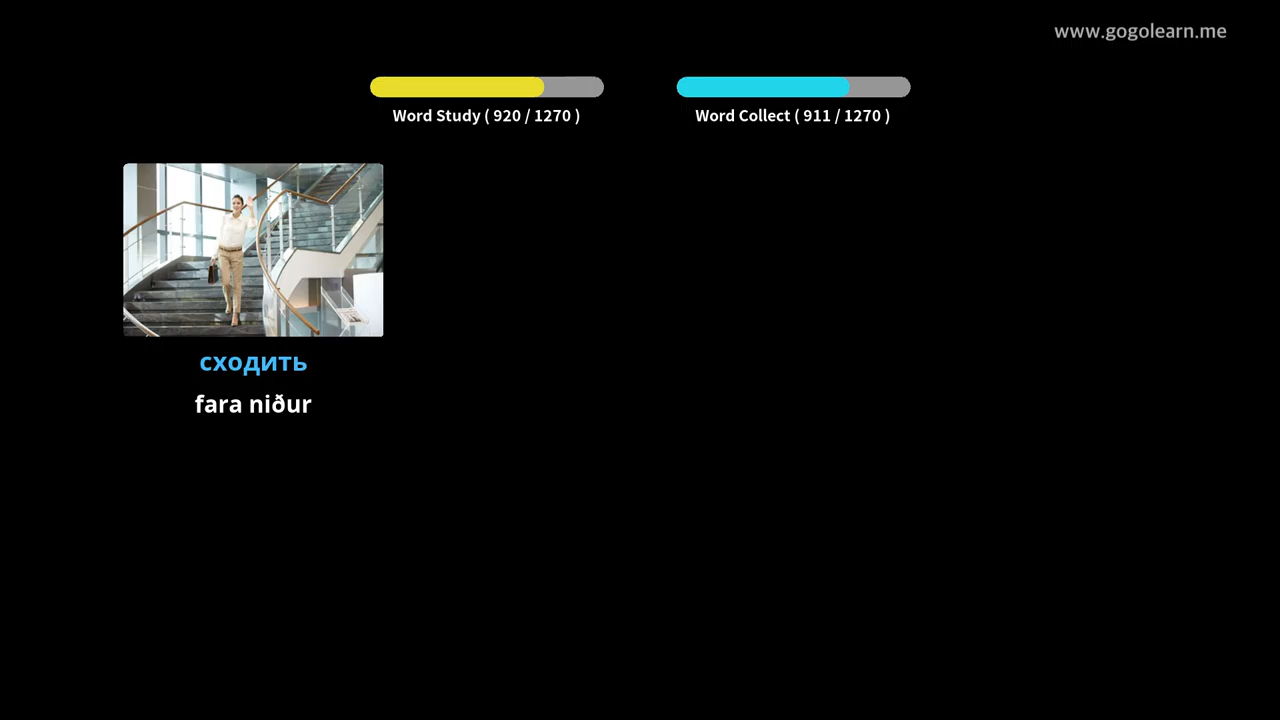 www.gogolearn.me
Word Study ( 920 / 1270 )
Word Collect ( 911 / 1270 )
сходить
fara niður